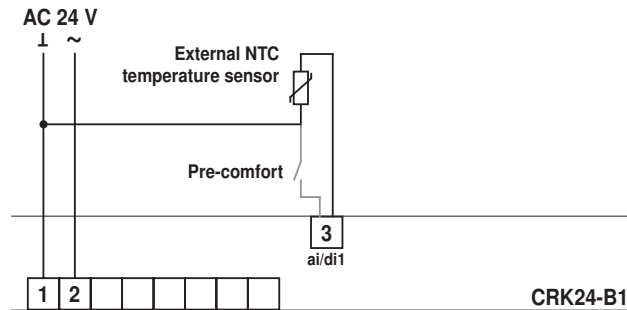 AC 24 V
⊥ ~
External NTC
temperature sensor
Pre-comfort
3
ai/di1
1 2
CRK24-B1